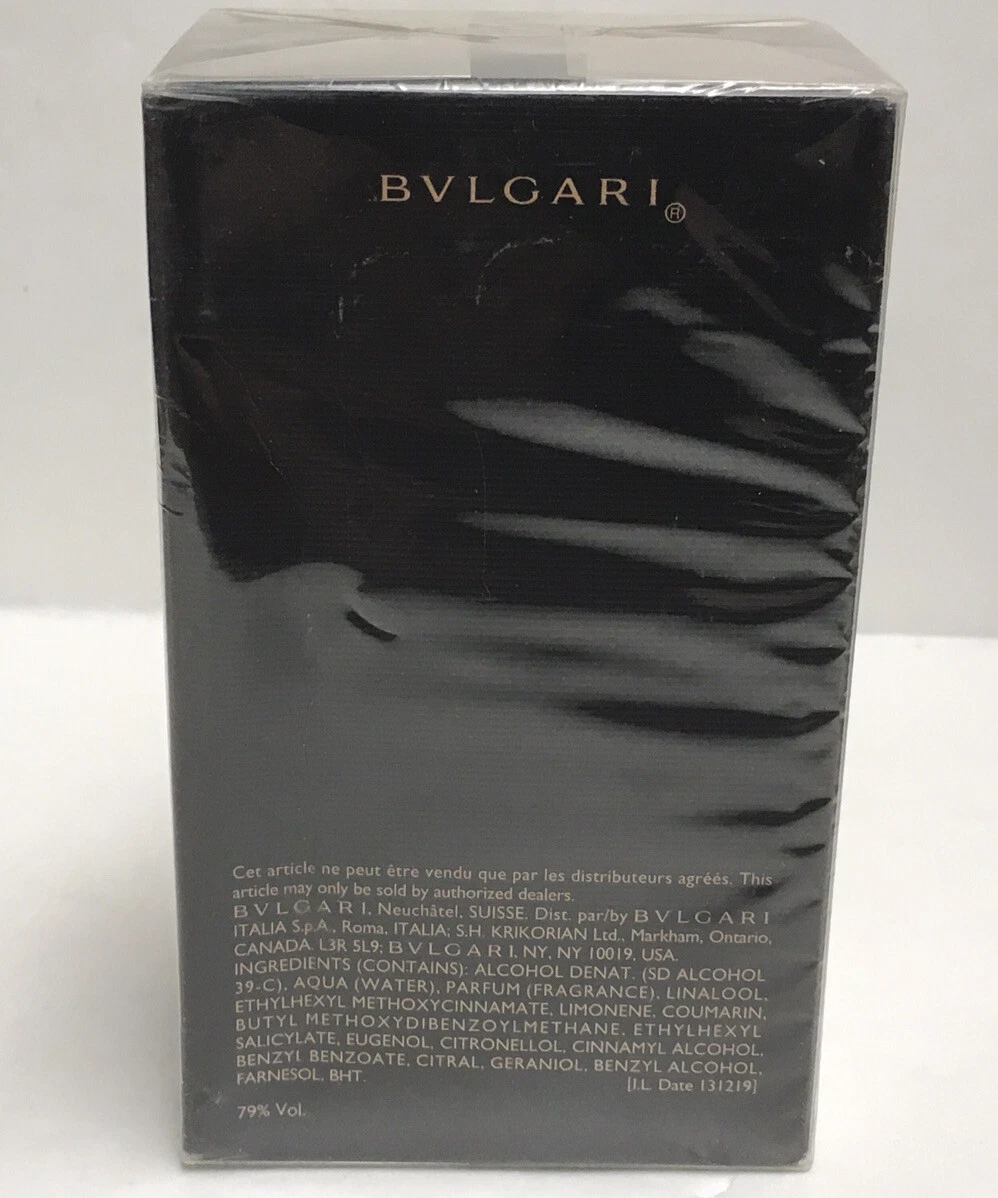 BVLGARI®
Cet article ne peut être vendu que par les distributeurs agréés. This
article may only be sold by authorized dealers.
BVLGARI, Neuchâtel, SUISSE. Dist. par/by BVLGARI
ITALIA S.p.A., Roma, ITALIA; S.H. KRIKORIAN Ltd., Markham, Ontario,
CANADA. L3R 5L9; BVLGARI, NY, NY 10019, USA.
INGREDIENTS (CONTAINS): ALCOHOL DENAT. (SD ALCOHOL
39-C), AQUA (WATER), PARFUM (FRAGRANCE), LINALOOL,
ETHYLHEXYL METHOXYCINNAMATE, LIMONENE, COUMARIN,
BUTYL METHOXYDIBENZOYLMETHANE, ETHYLHEXYL
SALICYLATE, EUGENOL, CITRONELLOL, CINNAMYL ALCOHOL,
BENZYL BENZOATE, CITRAL, GERANIOL, BENZYL ALCOHOL,
FARNESOL, BHT. [I.L. Date 131219]
79% Vol.